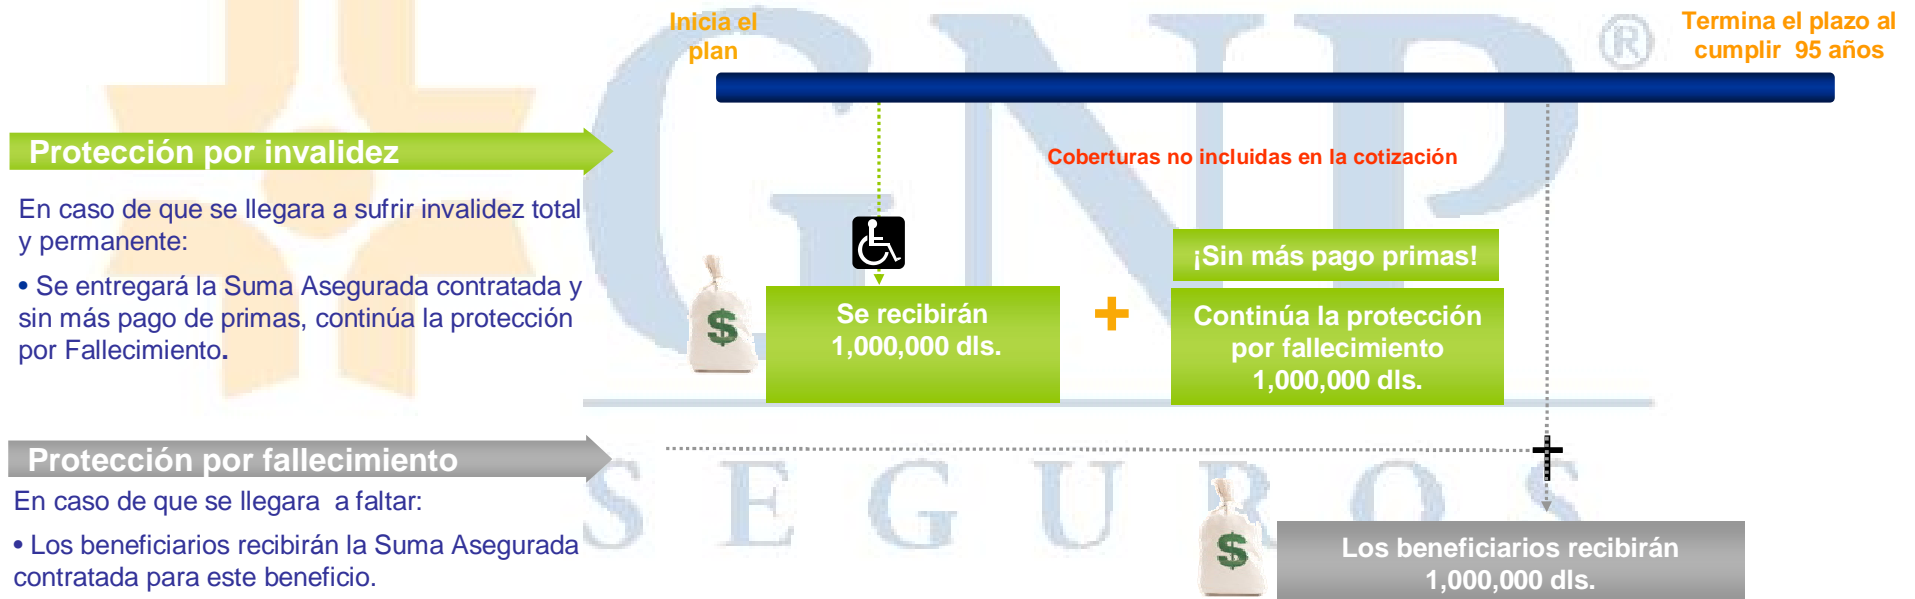 Inicia el
plan
Termina el plazo al
cumplir 95 años
GNP®
SEGUROS
Protección por invalidez
En caso de que se llegara a sufrir invalidez total
y permanente:
• Se entregará la Suma Asegurada contratada y
sin más pago de primas, continúa la protección
por Fallecimiento.
Coberturas no incluidas en la cotización
$
Se recibirán
1,000,000 dls.
+
¡Sin más pago primas!
Continúa la protección
por fallecimiento
1,000,000 dls.
Protección por fallecimiento
En caso de que se llegara a faltar:
• Los beneficiarios recibirán la Suma Asegurada
contratada para este beneficio.
$
Los beneficiarios recibirán
1,000,000 dls.